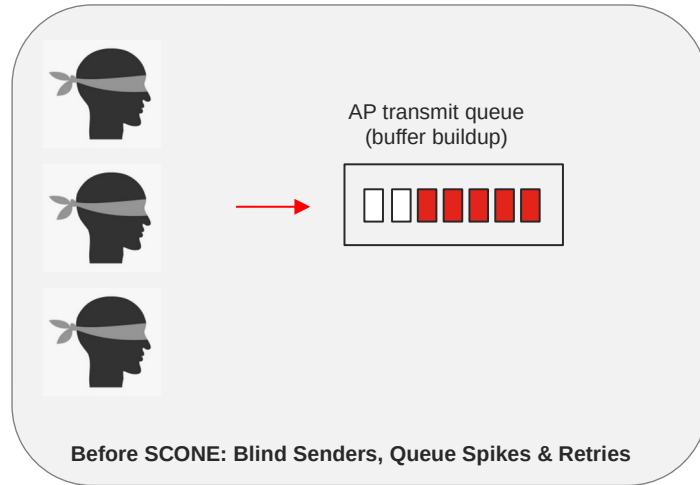 AP transmit queue
(buffer buildup)
Before SCONE: Blind Senders, Queue Spikes & Retries